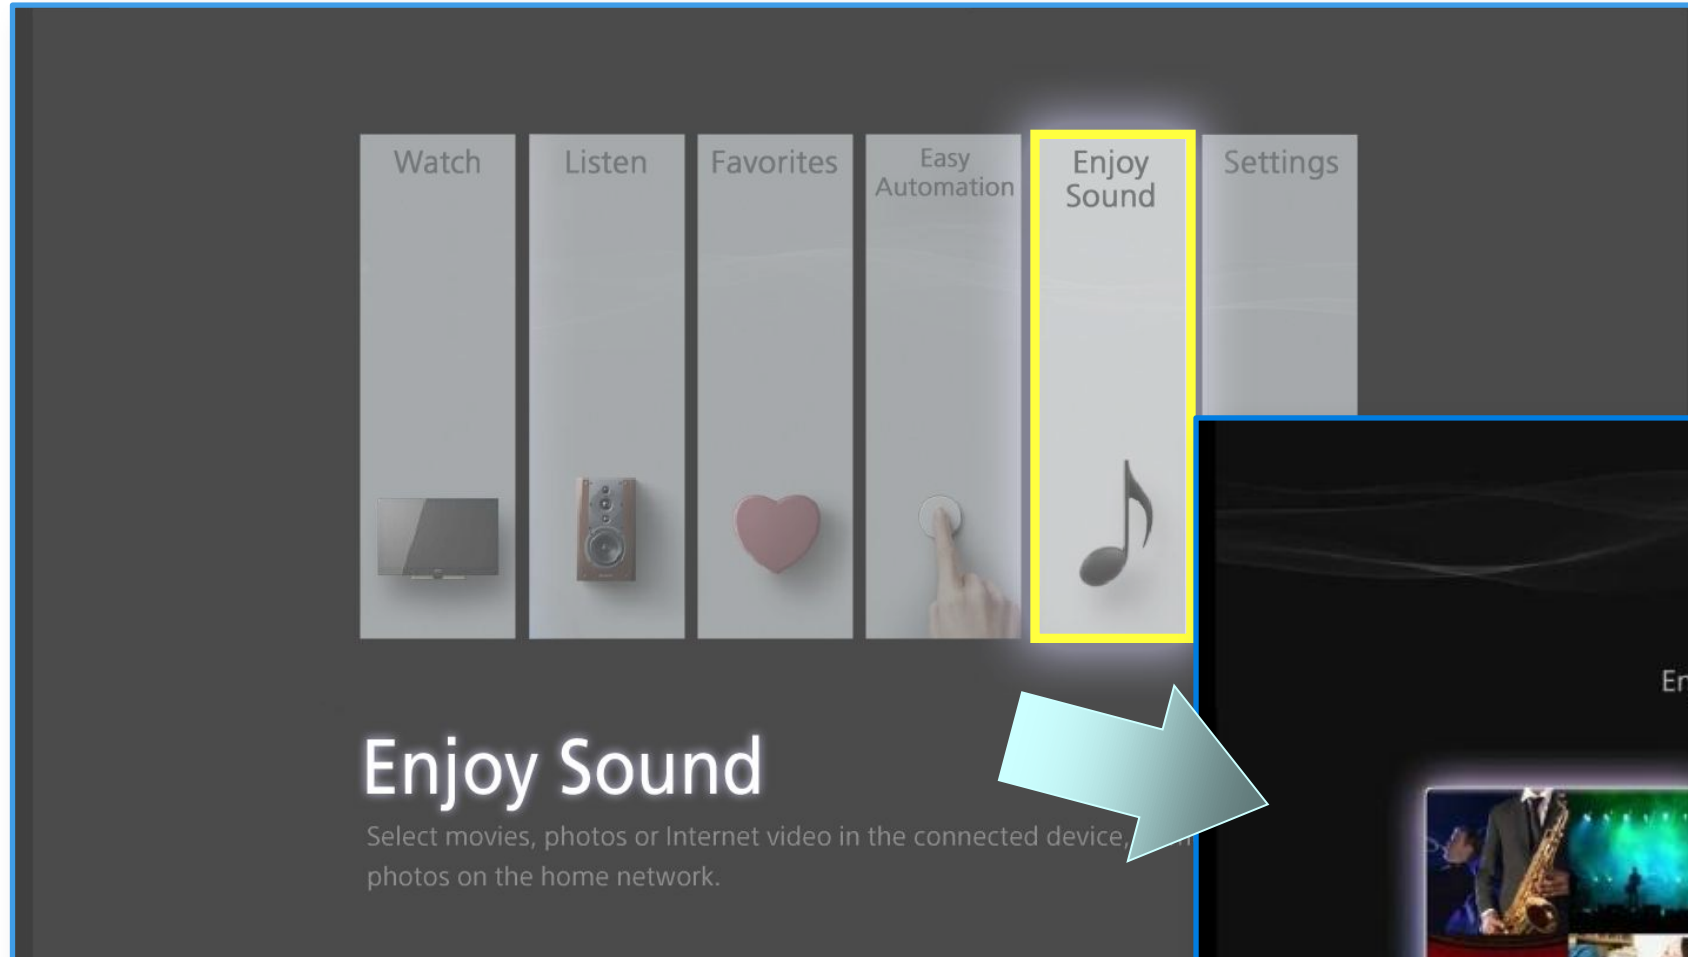 Watch
Listen
Favorites
Easy
Automation
Enjoy
Sound
Settings
Enjoy Sound
Select movies, photos or Internet video in the connected device,
photos on the home network.
En